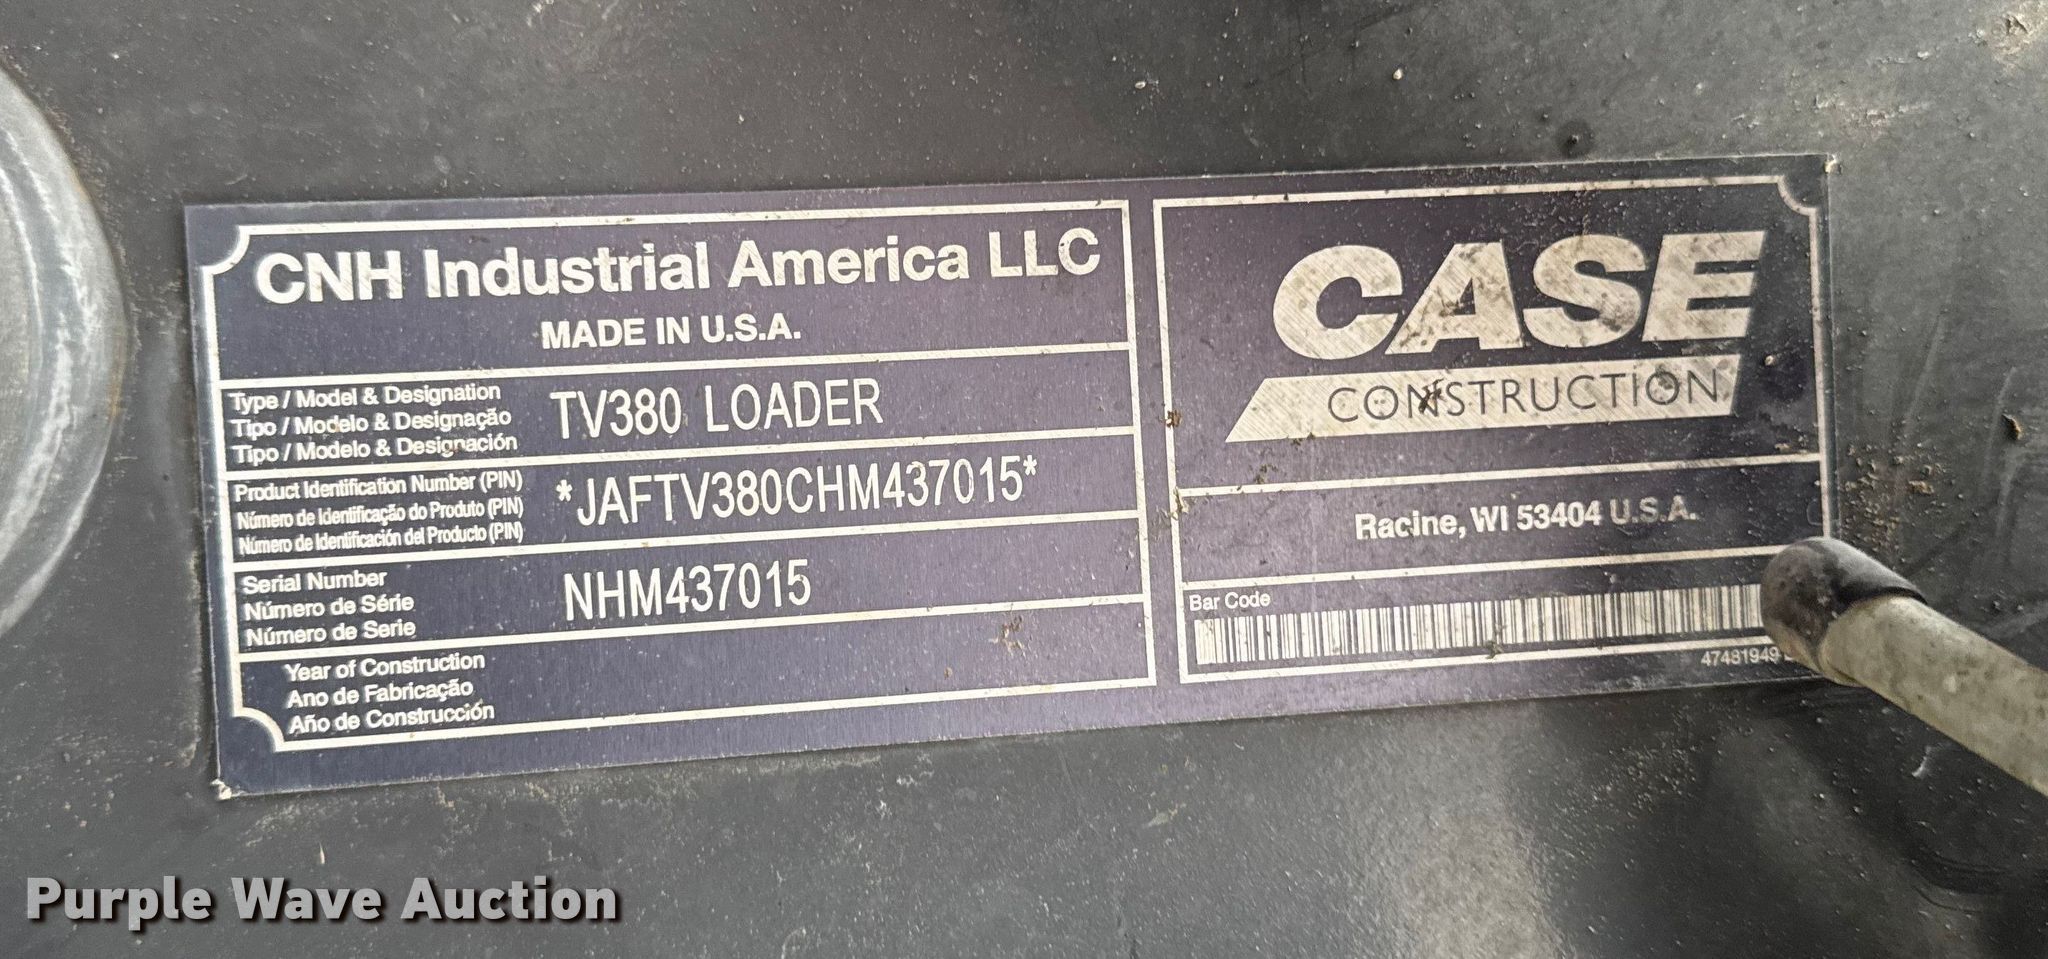 CNH Industrial America LLC
MADE IN U.S.A.
Type / Model & Designation
Tipo / Modelo & Designação
Tipo / Modelo & Designación
TV380 LOADER
Product Identification Number (PIN)
Número de Identificação do Produto (PIN)
Número de Identificación del Producto (PIN)
*JAFTV380CHM437015*
Serial Number
Número de Série
Número de Serie
NHM437015
Year of Construction
Ano de Fabricação
Año de Construcción
CASE
CONSTRUCTION
Racine, WI 53404 U.S.A.
Bar Code
47481949
Purple Wave Auction